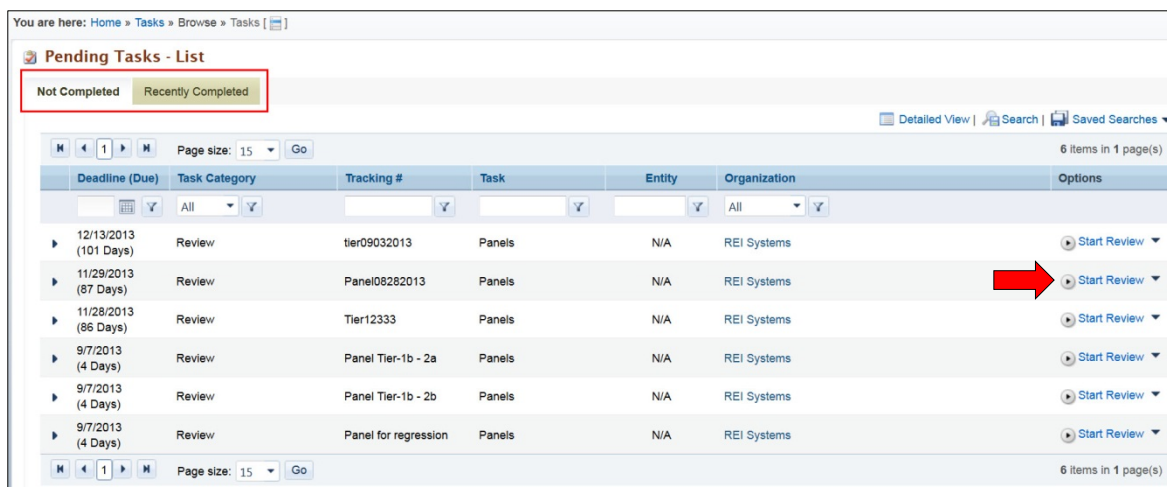 You are here: Home » Tasks » Browse » Tasks [ ]
Pending Tasks - List
Not Completed Recently Completed
Detailed View | Search | Saved Searches
1 Page size: 15 Go 6 items in 1 page(s)
Deadline (Due) Task Category Tracking # Task Entity Organization Options
All All
12/13/2013
(101 Days) Review tier09032013 Panels N/A REI Systems Start Review
11/29/2013
(87 Days) Review Panel08282013 Panels N/A REI Systems Start Review
11/28/2013
(86 Days) Review Tier12333 Panels N/A REI Systems Start Review
9/7/2013
(4 Days) Review Panel Tier-1b - 2a Panels N/A REI Systems Start Review
9/7/2013
(4 Days) Review Panel Tier-1b - 2b Panels N/A REI Systems Start Review
9/7/2013
(4 Days) Review Panel for regression Panels N/A REI Systems Start Review
1 Page size: 15 Go 6 items in 1 page(s)